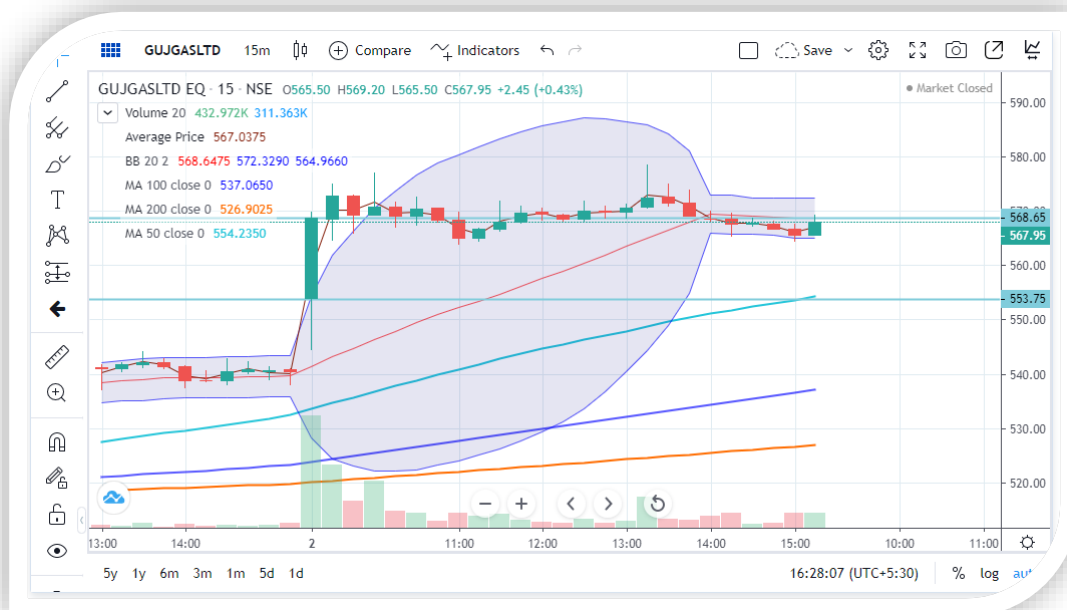 GUJGASLTD 15m Compare Indicators Save
GUJGASLTD EQ · 15 · NSE O565.50 H569.20 L565.50 C567.95 +2.45 (+0.43%)
Market Closed
Volume 20 432.972K 311.363K
Average Price 567.0375
BB 20 2 568.6475 572.3290 564.9660
MA 100 close 0 537.0650
MA 200 close 0 526.9025
MA 50 close 0 554.2350
590.00
580.00
568.65
567.95
560.00
553.75
550.00
540.00
530.00
520.00
13:00 14:00 2 11:00 12:00 13:00 14:00 15:00 10:00 11:00
5y 1y 6m 3m 1m 5d 1d 16:28:07 (UTC+5:30) % log